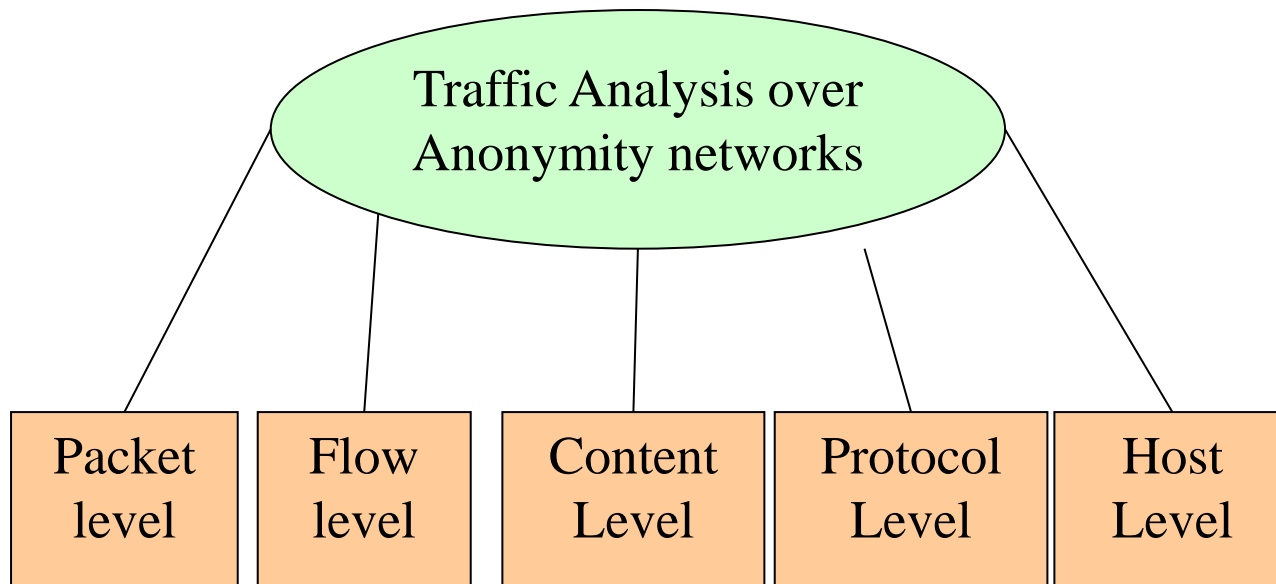 Traffic Analysis over
Anonymity networks
Packet
level
Flow
level
Content
Level
Protocol
Level
Host
Level